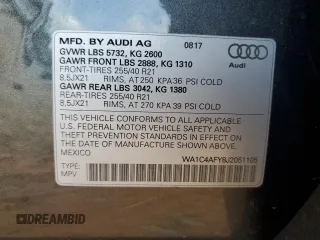 MFD. BY AUDI AG 08/17
GVWR LBS 5732, KG 2600
GAWR FRONT LBS 2888, KG 1310
FRONT-TIRES 255/40 R21
8.5JX21 RIMS, AT 250 KPA 36 PSI COLD
GAWR REAR LBS 3042, KG 1380
REAR-TIRES 255/40 R21
8.5JX21 RIMS, AT 270 KPA 39 PSI COLD
THIS VEHICLE CONFORMS TO ALL APPLICABLE
U.S. FEDERAL MOTOR VEHICLE SAFETY, BUMPER,
AND THEFT PREVENTION STANDARDS IN EFFECT ON
THE DATE OF MANUFACTURE SHOWN ABOVE.
MEXICO
Audi
WA1C4AFY8J2051105
TYPE:
MPV
DREAMBID